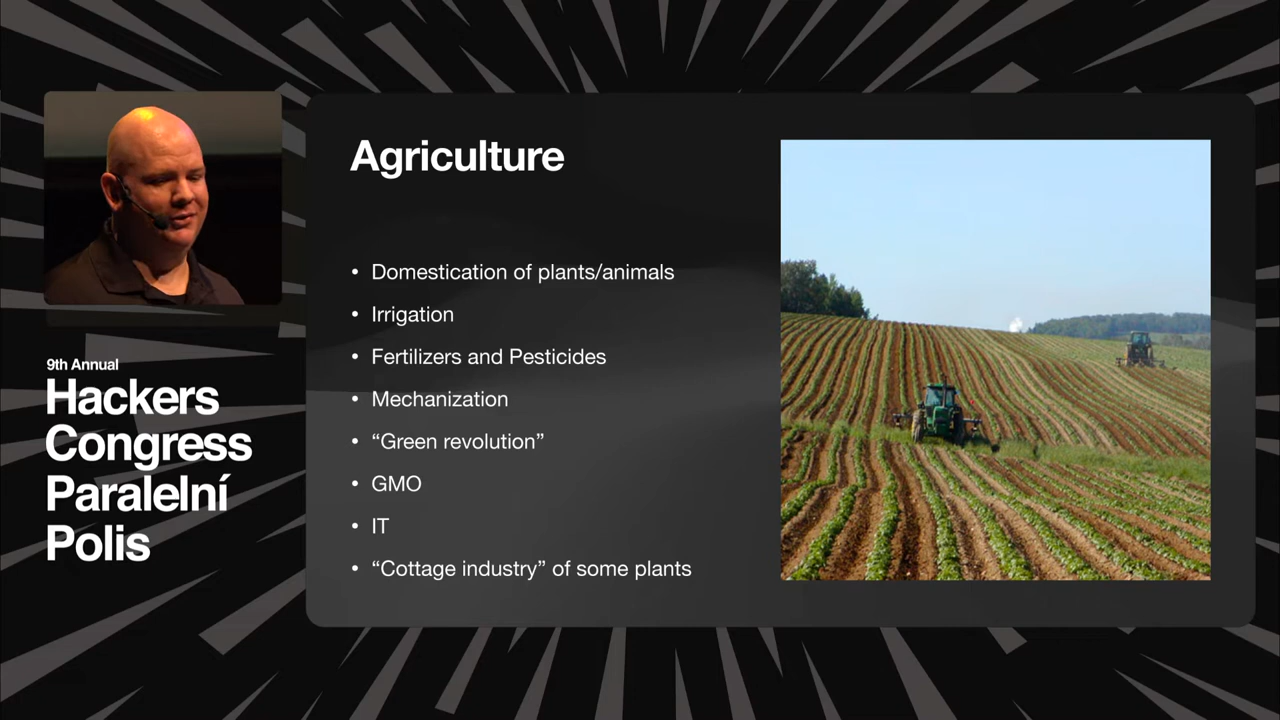 9th Annual
Hackers
Congress
Paralelní
Polis
Agriculture
• Domestication of plants/animals
• Irrigation
• Fertilizers and Pesticides
• Mechanization
• “Green revolution”
• GMO
• IT
• “Cottage industry” of some plants